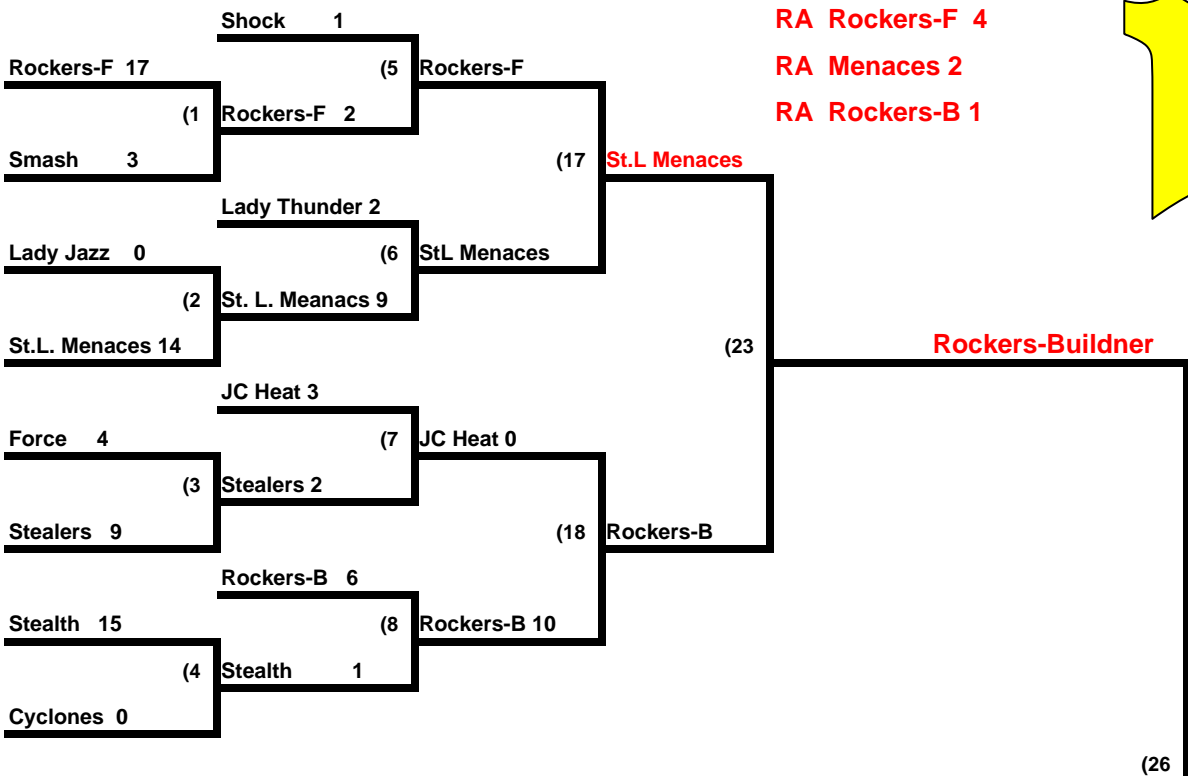 Shock 1
RA Rockers-F 4
Rockers-F 17
(5 Rockers-F
RA Menaces 2
(1 Rockers-F 2
RA Rockers-B 1
Smash 3
(17 St.L Menaces
Lady Thunder 2
Lady Jazz 0
(6 StL Menaces
(2 St. L. Meanacs 9
St.L. Menaces 14
(23 Rockers-Buildner
JC Heat 3
Force 4
(7 JC Heat 0
(3 Stealers 2
Stealers 9
(18 Rockers-B
Rockers-B 6
Stealth 15
(8 Rockers-B 10
(4 Stealth 1
Cyclones 0
(26